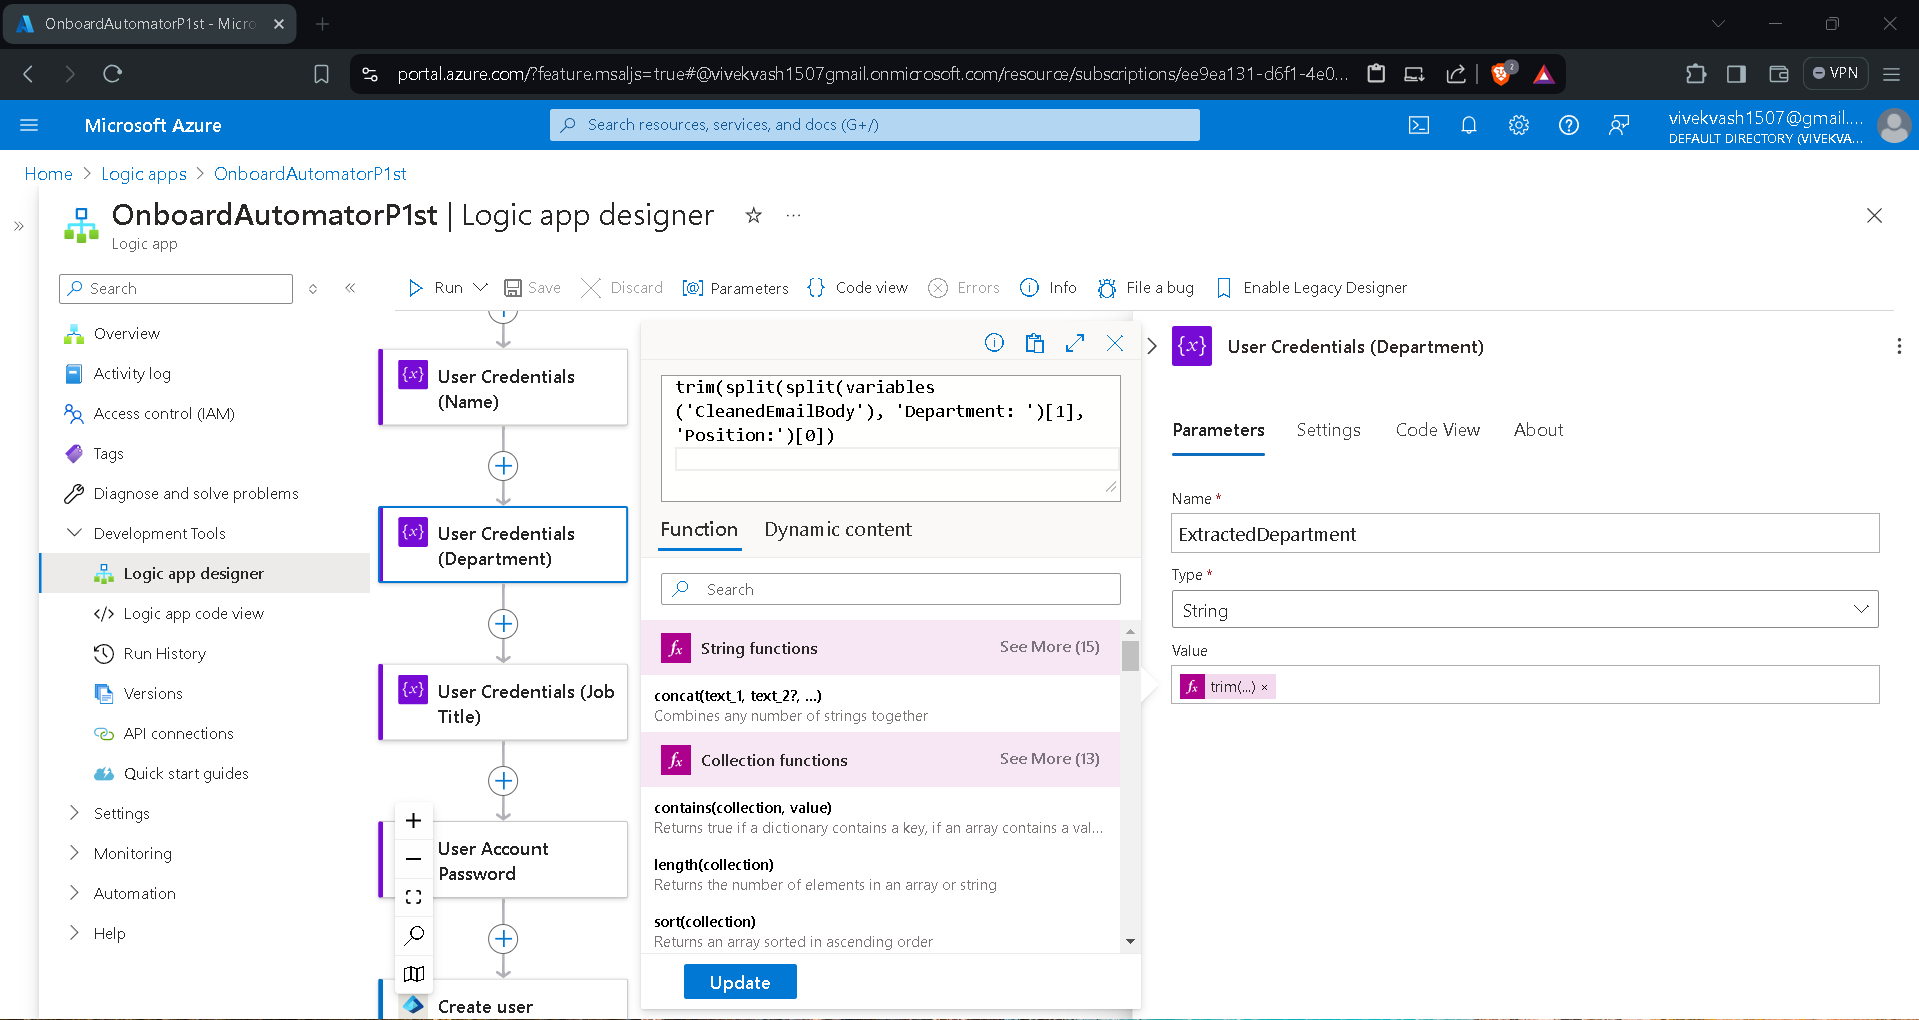 OnboardAutomatorP1st - Micro
portal.azure.com/?feature.msaljs=true#@vivekvash1507gmail.onmicrosoft.com/resource/subscriptions/ee9ea131-d6f1-4e0...
2
VPN
Microsoft Azure
Search resources, services, and docs (G+/)
vivekvash1507@gmail....
DEFAULT DIRECTORY (VIVEKVA...
Home > Logic apps > OnboardAutomatorP1st
OnboardAutomatorP1st | Logic app designer
Logic app
Search
Run
Save
Discard
Parameters
Code view
Errors
Info
File a bug
Enable Legacy Designer
Overview
Activity log
Access control (IAM)
Tags
Diagnose and solve problems
Development Tools
Logic app designer
Logic app code view
Run History
Versions
API connections
Quick start guides
Settings
Monitoring
Automation
Help
User Credentials
(Name)
User Credentials
(Department)
User Credentials (Job
Title)
User Account
Password
Create user
trim(split(split(variables
('CleanedEmailBody'), 'Department: ')[1],
'Position:')[0])
Function
Dynamic content
Search
fx
String functions
See More (15)
concat(text_1, text_2?, ...)
Combines any number of strings together
fx
Collection functions
See More (13)
contains(collection, value)
Returns true if a dictionary contains a key, if an array contains a val...
length(collection)
Returns the number of elements in an array or string
sort(collection)
Returns an array sorted in ascending order
Update
{x}
User Credentials (Department)
Parameters
Settings
Code View
About
Name *
ExtractedDepartment
Type *
String
Value
fx trim(...) ×